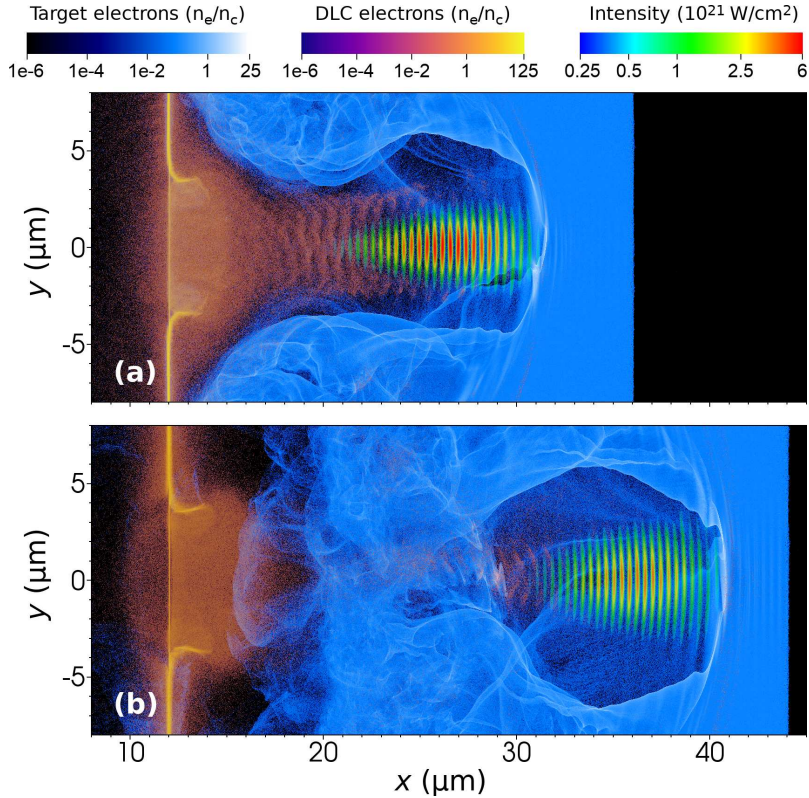 Target electrons (nₑ/n_c) DLC electrons (nₑ/n_c) Intensity (10²¹ W/cm²)
1e-6 1e-4 1e-2 1 25 1e-6 1e-4 1e-2 1 125 0.25 0.5 1 2.5 6
5
0
-5
y (μm)
(a)
5
0
-5
y (μm)
(b)
10 20 30 40
x (μm)